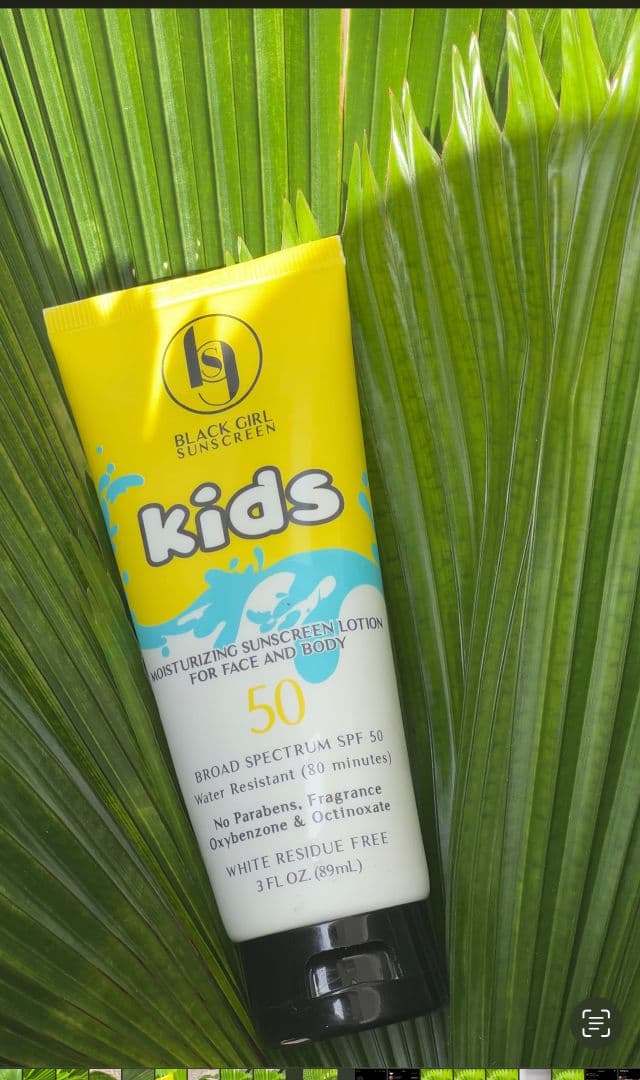 bsg
BLACK GIRL
SUNSCREEN
kids
MOISTURIZING SUNSCREEN LOTION
FOR FACE AND BODY
50
BROAD SPECTRUM SPF 50
Water Resistant (80 minutes)
No Parabens, Fragrance
Oxybenzone & Octinoxate
WHITE RESIDUE FREE
3 FL OZ. (89mL)